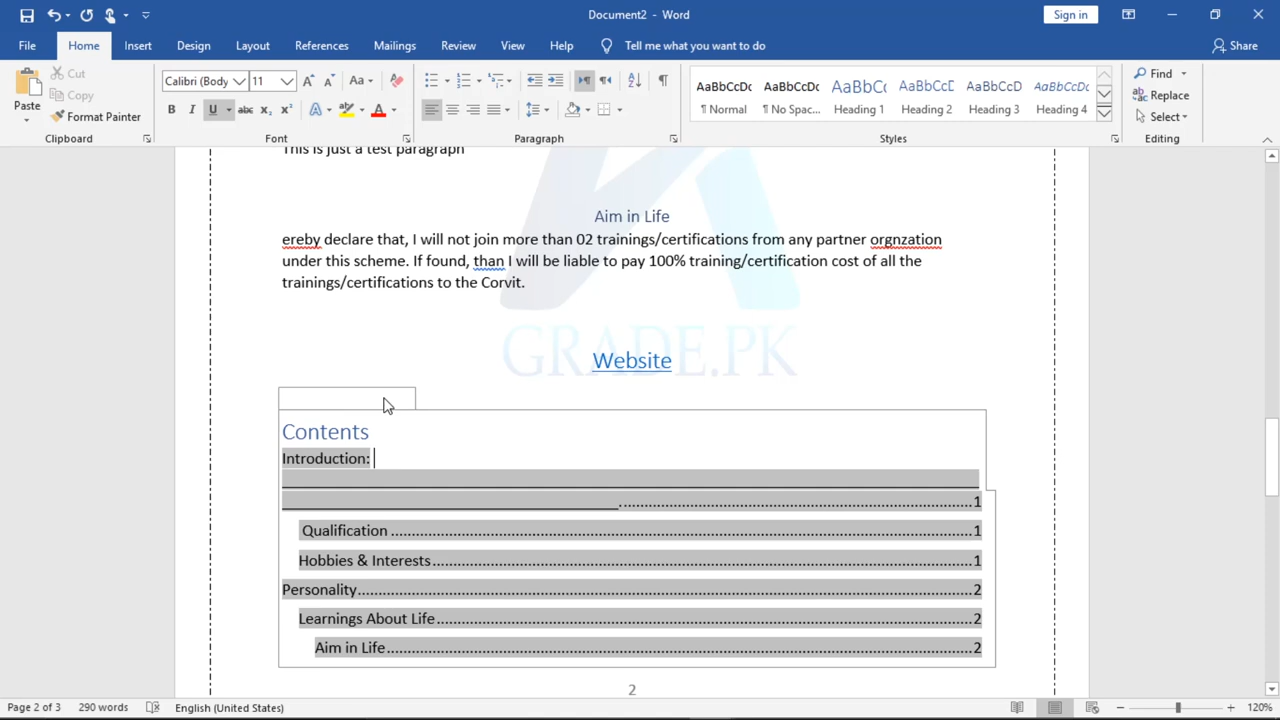 Document2 - Word
Sign in
File
Home
Insert
Design
Layout
References
Mailings
Review
View
Help
Tell me what you want to do
Share
Paste
Cut
Copy
Format Painter
Clipboard
Calibri (Body
11
Font
Paragraph
AaBbCcDc
¶ Normal
AaBbCcDc
¶ No Spac...
AaBbCc
Heading 1
AaBbCcD
Heading 2
AaBbCcD
Heading 3
AaBbCcDc
Heading 4
Styles
Find
Replace
Select
Editing
This is just a test paragraph
Aim in Life
ereby declare that, I will not join more than 02 trainings/certifications from any partner orgnzation
under this scheme. If found, than I will be liable to pay 100% training/certification cost of all the
trainings/certifications to the Corvit.
GRADE.PK
Website
Contents
Introduction:
1
Qualification 1
Hobbies & Interests 1
Personality 2
Learnings About Life 2
Aim in Life 2
2
Page 2 of 3
290 words
English (United States)
120%